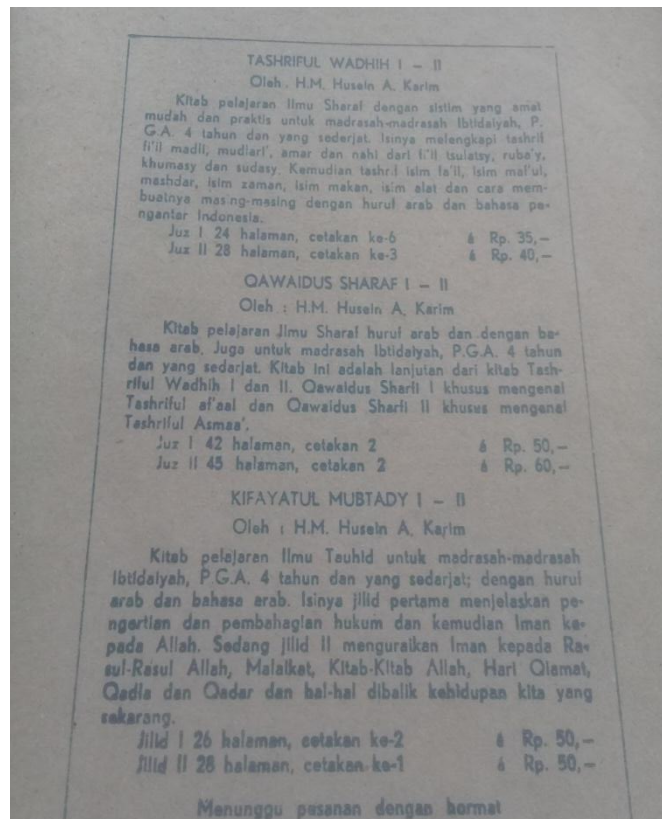 TASHRIFUL WADHIH I – II
Oleh : H.M. Husein A. Karim
Kitab pelajaran Ilmu Sharaf dengan sistim yang amat
mudah dan praktis untuk madrasah-madrasah Ibtidaiyah, P.
G.A. 4 tahun dan yang sederjat. Isinya melengkapi tashrif
fi'il madli, mudlari', amar dan nahi dari fi'il tsulatsy, ruba'y,
khumasy dan sudasy. Kemudian tashrif isim fa'il, isim maf'ul,
mashdar, isim zaman, isim makan, isim alat dan cara mem-
buatnya masing-masing dengan huruf arab dan bahasa pe-
ngantar Indonesia.
Juz I 24 halaman, cetakan ke-6 á Rp. 35,–
Juz II 28 halaman, cetakan ke-3 á Rp. 40,–
QAWAIDUS SHARAF I – II
Oleh : H.M. Husein A. Karim
Kitab pelajaran Ilmu Sharaf huruf arab dan dengan ba-
hasa arab. Juga untuk madrasah Ibtidaiyah, P.G.A. 4 tahun
dan yang sedarjat. Kitab ini adalah lanjutan dari kitab Tash-
riful Wadhih I dan II. Qawaidus Sharfi I khusus mengenai
Tashriful af'aal dan Qawaidus Sharfi II khusus mengenai
Tashriful Asmaa'.
Juz I 42 halaman, cetakan 2 á Rp. 50,–
Juz II 45 halaman, cetakan 2 á Rp. 60,–
KIFAYATUL MUBTADY I – II
Oleh : H.M. Husein A. Karim
Kitab pelajaran Ilmu Tauhid untuk madrasah-madrasah
Ibtidaiyah, P.G.A. 4 tahun dan yang sedarjat; dengan huruf
arab dan bahasa arab. Isinya jilid pertama menjelaskan pe-
ngertian dan pembahagian hukum dan kemudian Iman ke-
pada Allah. Sedang jilid II menguraikan Iman kepada Ra-
sul-Rasul Allah, Malaikat, Kitab-Kitab Allah, Hari Qiamat,
Qadla dan Qadar dan hal-hal dibalik kehidupan kita yang
sekarang.
Jilid I 26 halaman, cetakan ke-2 á Rp. 50,–
Jilid II 28 halaman, cetakan ke-1 á Rp. 50,–
Menunggu pesanan dengan hormat